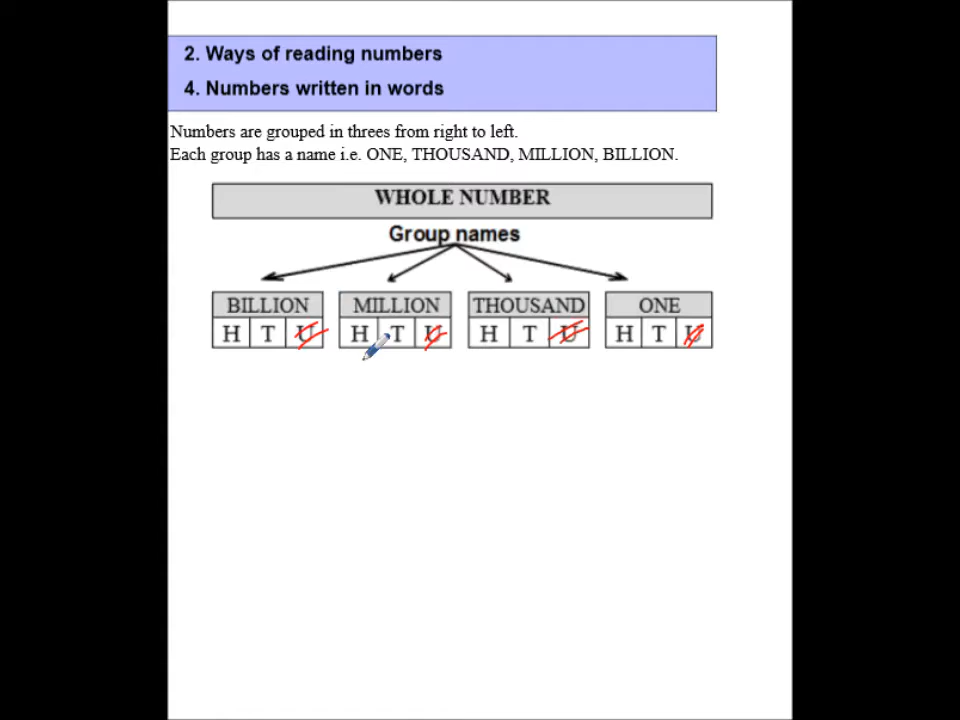 2. Ways of reading numbers
4. Numbers written in words
Numbers are grouped in threes from right to left.
Each group has a name i.e. ONE, THOUSAND, MILLION, BILLION.
WHOLE NUMBER
Group names
BILLION MILLION THOUSAND ONE
H T U H T U H T U H T U